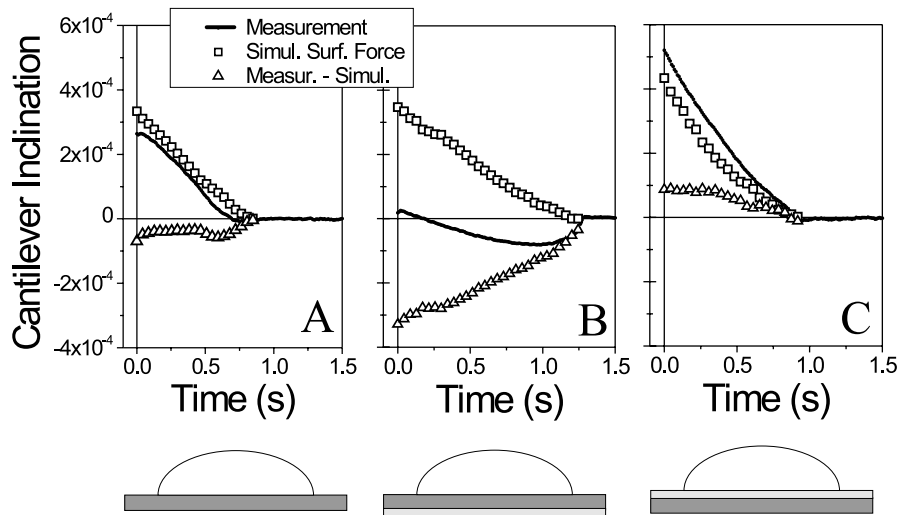 6x10⁻⁴
4x10⁻⁴
2x10⁻⁴
0
-2x10⁻⁴
-4x10⁻⁴
Cantilever Inclination
Measurement
Simul. Surf. Force
Measur. - Simul.
A
B
C
0.0 0.5 1.0 1.5
0.0 0.5 1.0 1.5
0.0 0.5 1.0 1.5
Time (s)
Time (s)
Time (s)